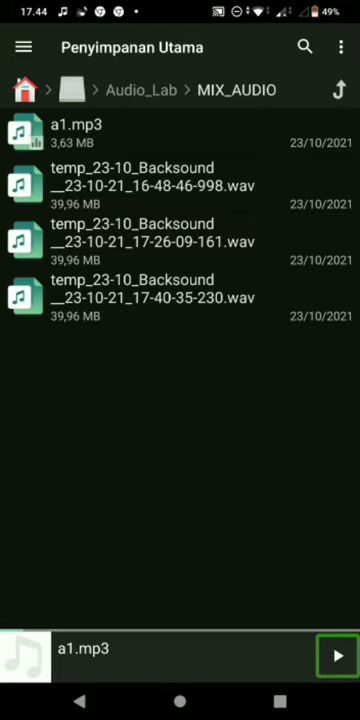 17.44
49%
Penyimpanan Utama
Audio_Lab
MIX_AUDIO
a1.mp3
3,63 MB
23/10/2021
temp_23-10_Backsound
__23-10-21_16-48-46-998.wav
39,96 MB
23/10/2021
temp_23-10_Backsound
__23-10-21_17-26-09-161.wav
39,96 MB
23/10/2021
temp_23-10_Backsound
__23-10-21_17-40-35-230.wav
39,96 MB
23/10/2021
a1.mp3